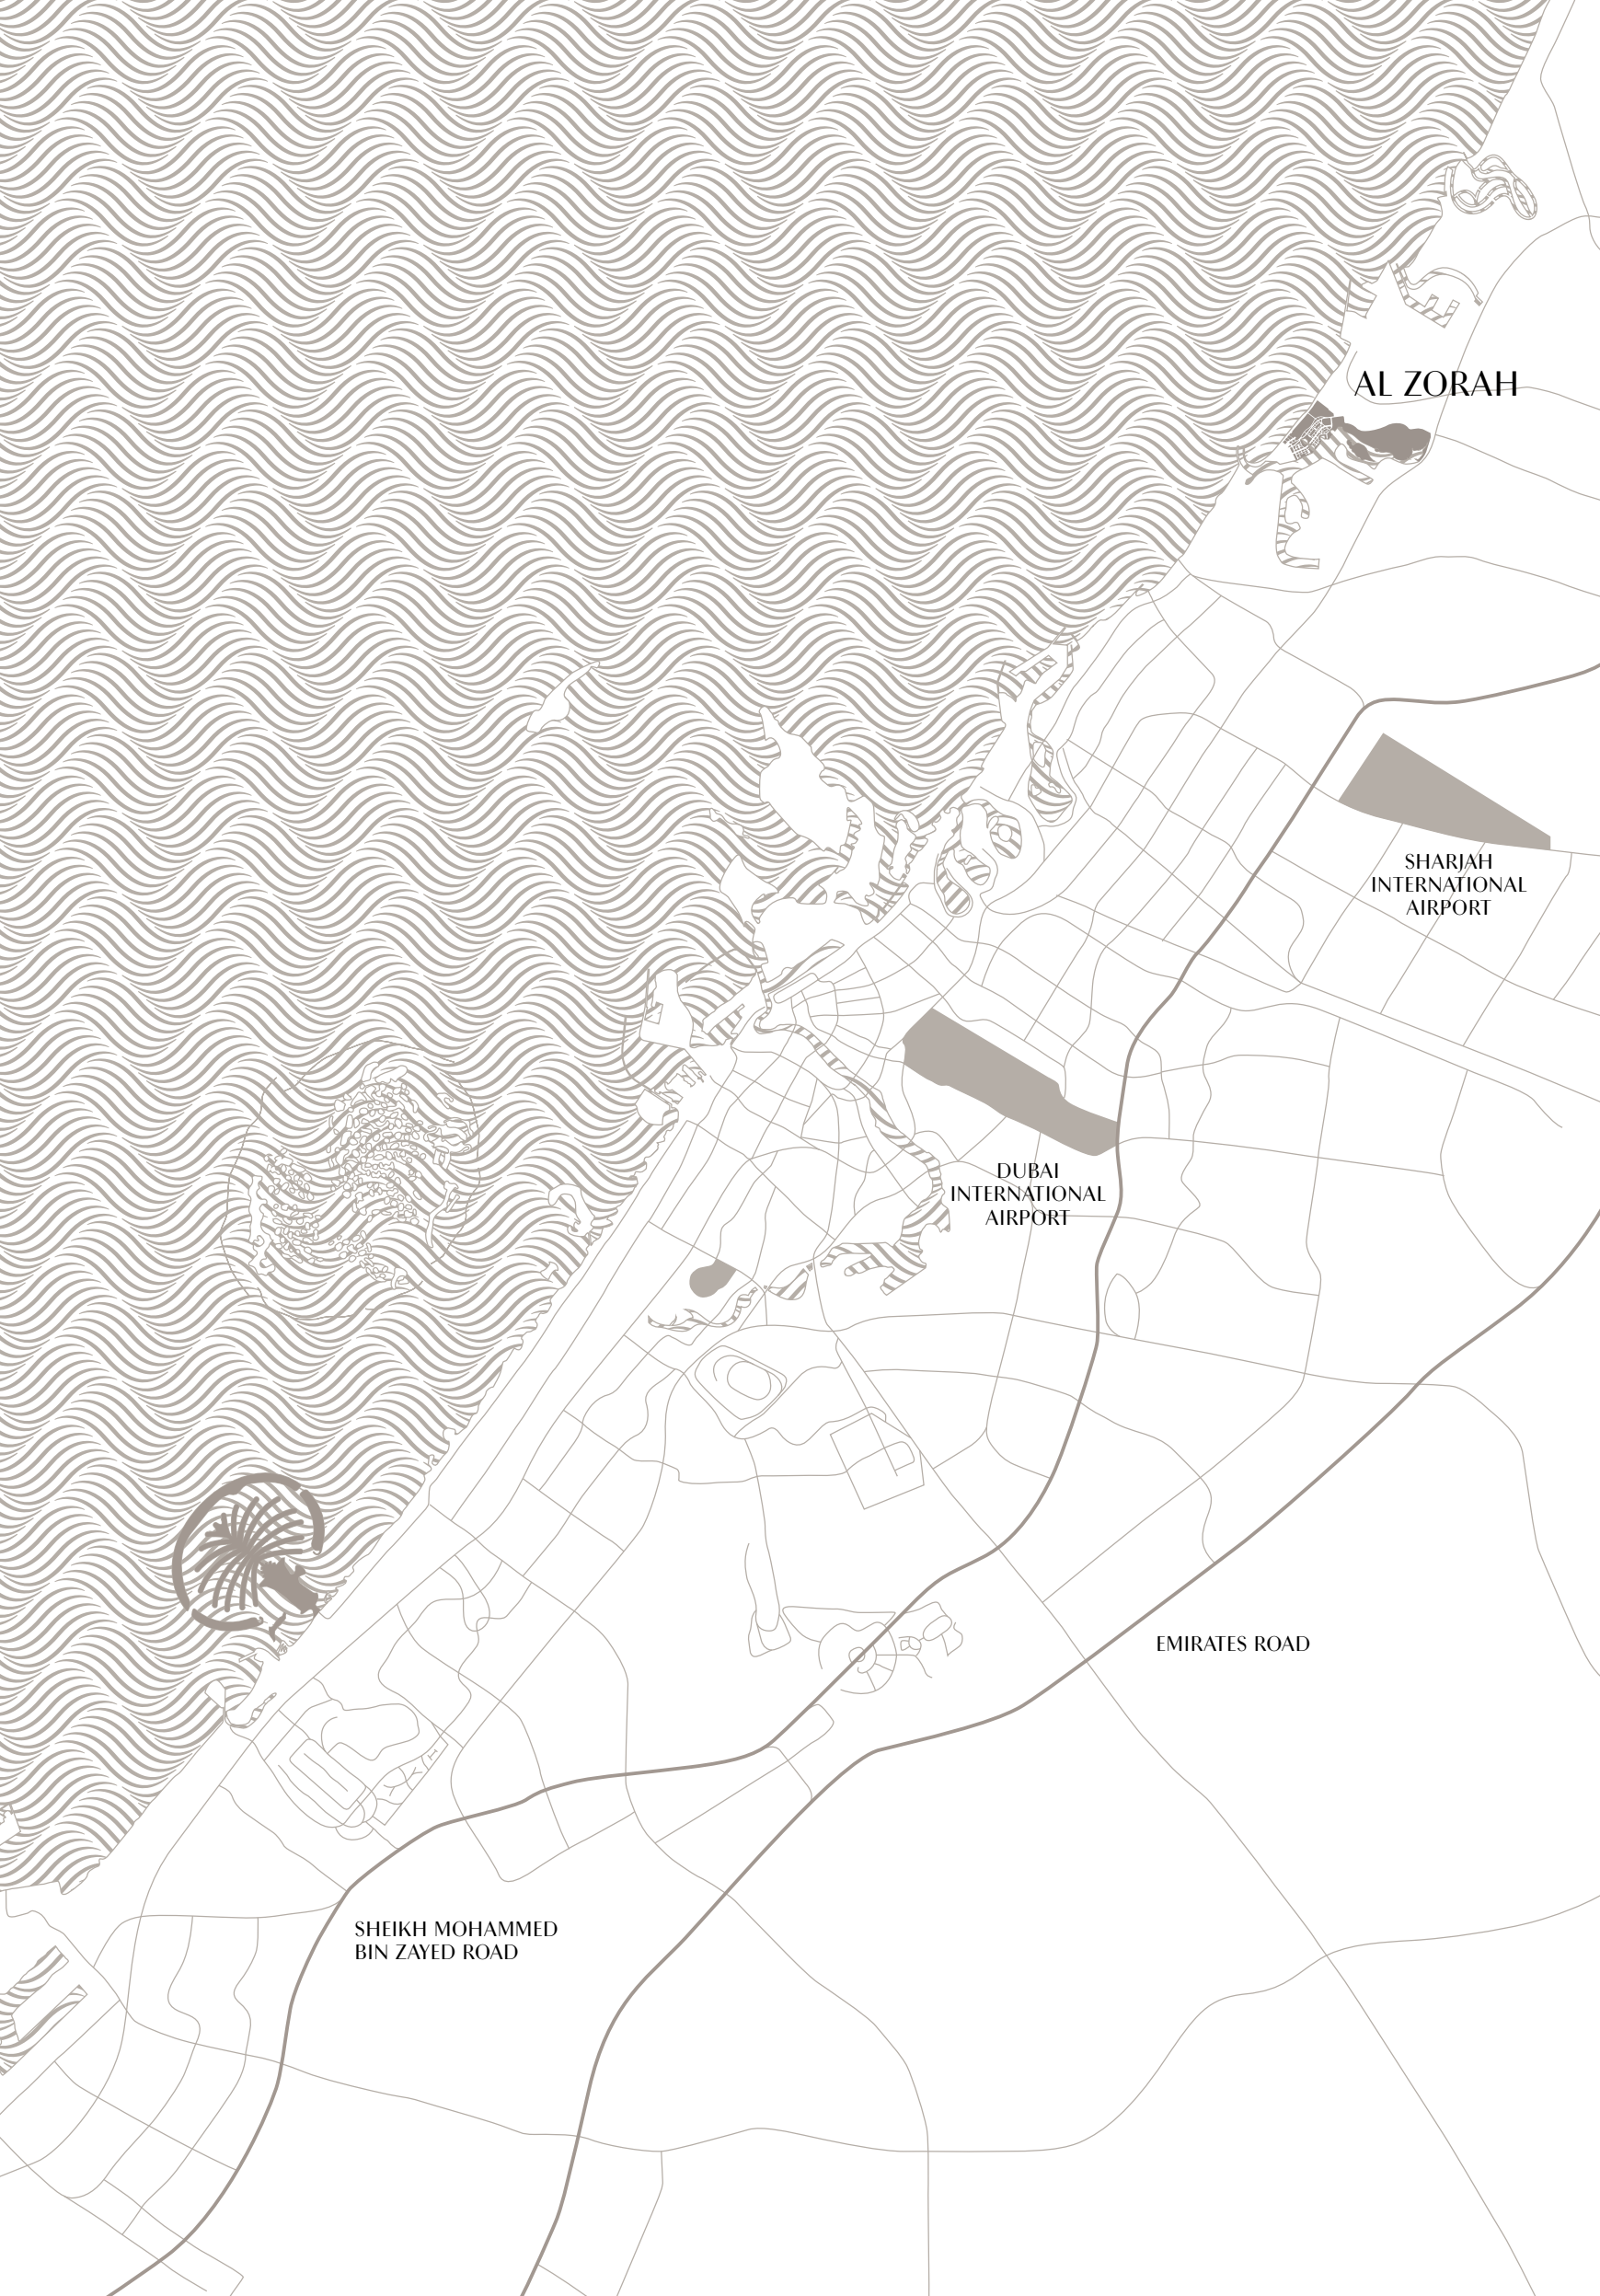 AL ZORAH
SHARJAH
INTERNATIONAL
AIRPORT
DUBAI
INTERNATIONAL
AIRPORT
EMIRATES ROAD
SHEIKH MOHAMMED
BIN ZAYED ROAD